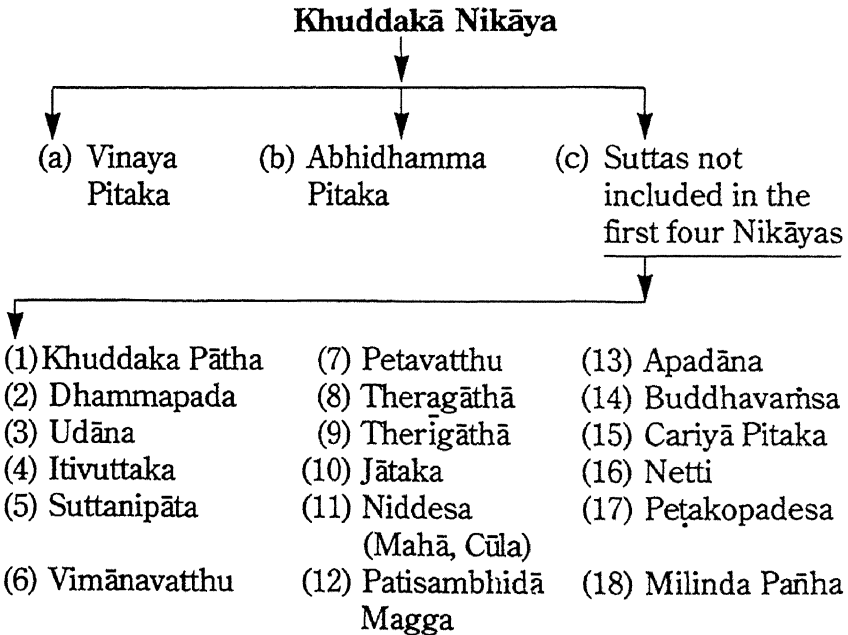 Khuddakā Nikāya
(a) Vinaya
Pitaka
(b) Abhidhamma
Pitaka
(c) Suttas not
included in the
first four Nikāyas
(1) Khuddaka Pātha
(2) Dhammapada
(3) Udāna
(4) Itivuttaka
(5) Suttanipāta
(6) Vimānavatthu
(7) Petavatthu
(8) Theragāthā
(9) Therīgāthā
(10) Jātaka
(11) Niddesa
(Mahā, Cūla)
(12) Patisambhidā
Magga
(13) Apadāna
(14) Buddhavaṁsa
(15) Cariyā Pitaka
(16) Netti
(17) Peṭakopadesa
(18) Milinda Pañha